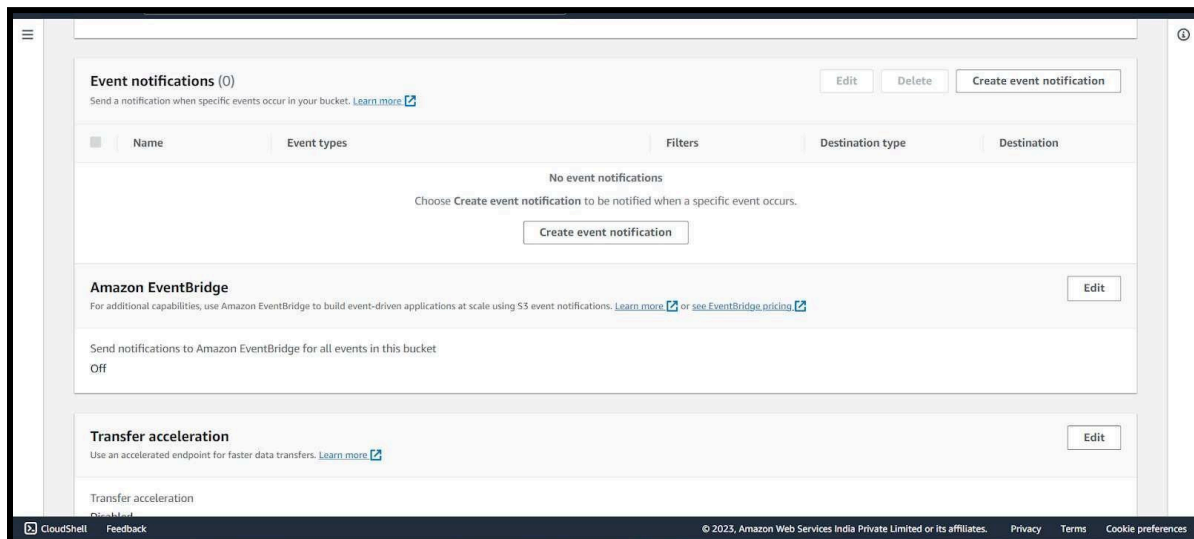 Event notifications (0)
Edit
Delete
Create event notification
Send a notification when specific events occur in your bucket. Learn more
Name
Event types
Filters
Destination type
Destination
No event notifications
Choose Create event notification to be notified when a specific event occurs.
Create event notification
Amazon EventBridge
Edit
For additional capabilities, use Amazon EventBridge to build event-driven applications at scale using S3 event notifications. Learn more or see EventBridge pricing
Send notifications to Amazon EventBridge for all events in this bucket
Off
Transfer acceleration
Edit
Use an accelerated endpoint for faster data transfers. Learn more
Transfer acceleration
Disabled
CloudShell Feedback © 2023, Amazon Web Services India Private Limited or its affiliates. Privacy Terms Cookie preferences